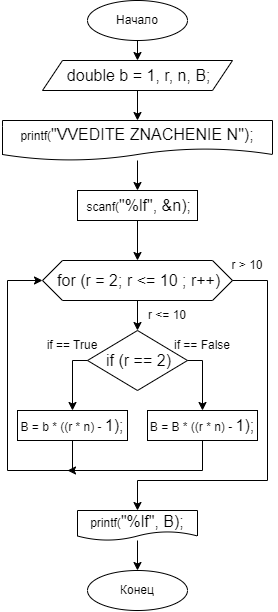 Начало
double b = 1, r, n, B;
printf("VVEDITE ZNACHENIE N");
scanf("%lf", &n);
for (r = 2; r <= 10 ; r++)
r > 10
r <= 10
if == True
if == False
if (r == 2)
B = b * ((r * n) - 1);
B = B * ((r * n) - 1);
printf("%lf", B);
Конец